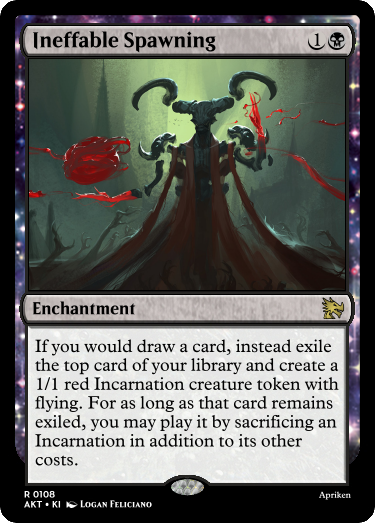 Ineffable Spawning 1
Enchantment
If you would draw a card, instead exile
the top card of your library and create a
1/1 red Incarnation creature token with
flying. For as long as that card remains
exiled, you may play it by sacrificing an
Incarnation in addition to its other
costs.
R 0108
AKT • KI Logan Feliciano
Apriken